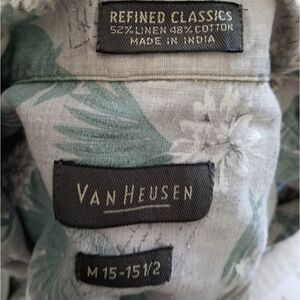 REFINED CLASSICS
52% LINEN 48% COTTON
MADE IN INDIA
VAN HEUSEN
M 15-15 1/2